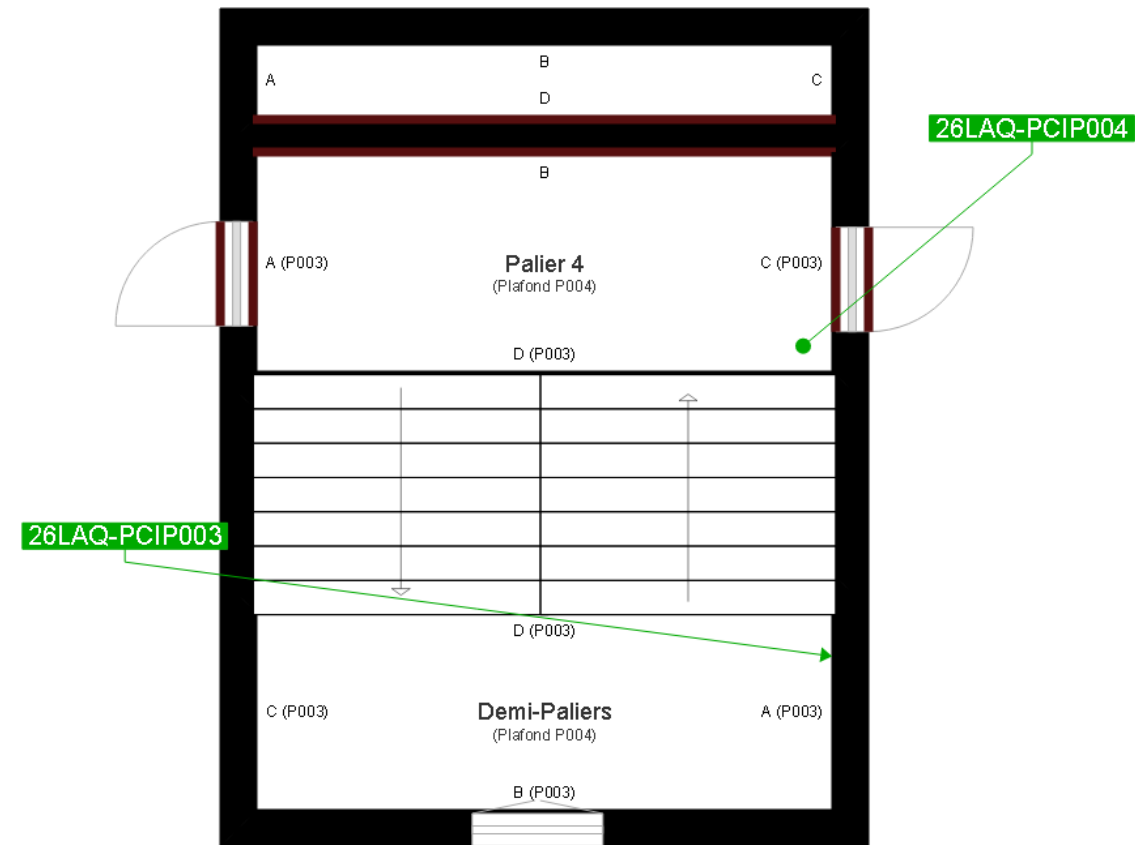 B
A
C
D
26LAQ-PCIP004
B
A (P003)
Palier 4
C (P003)
(Plafond P004)
D (P003)
26LAQ-PCIP003
D (P003)
C (P003)
Demi-Paliers
A (P003)
(Plafond P004)
B (P003)